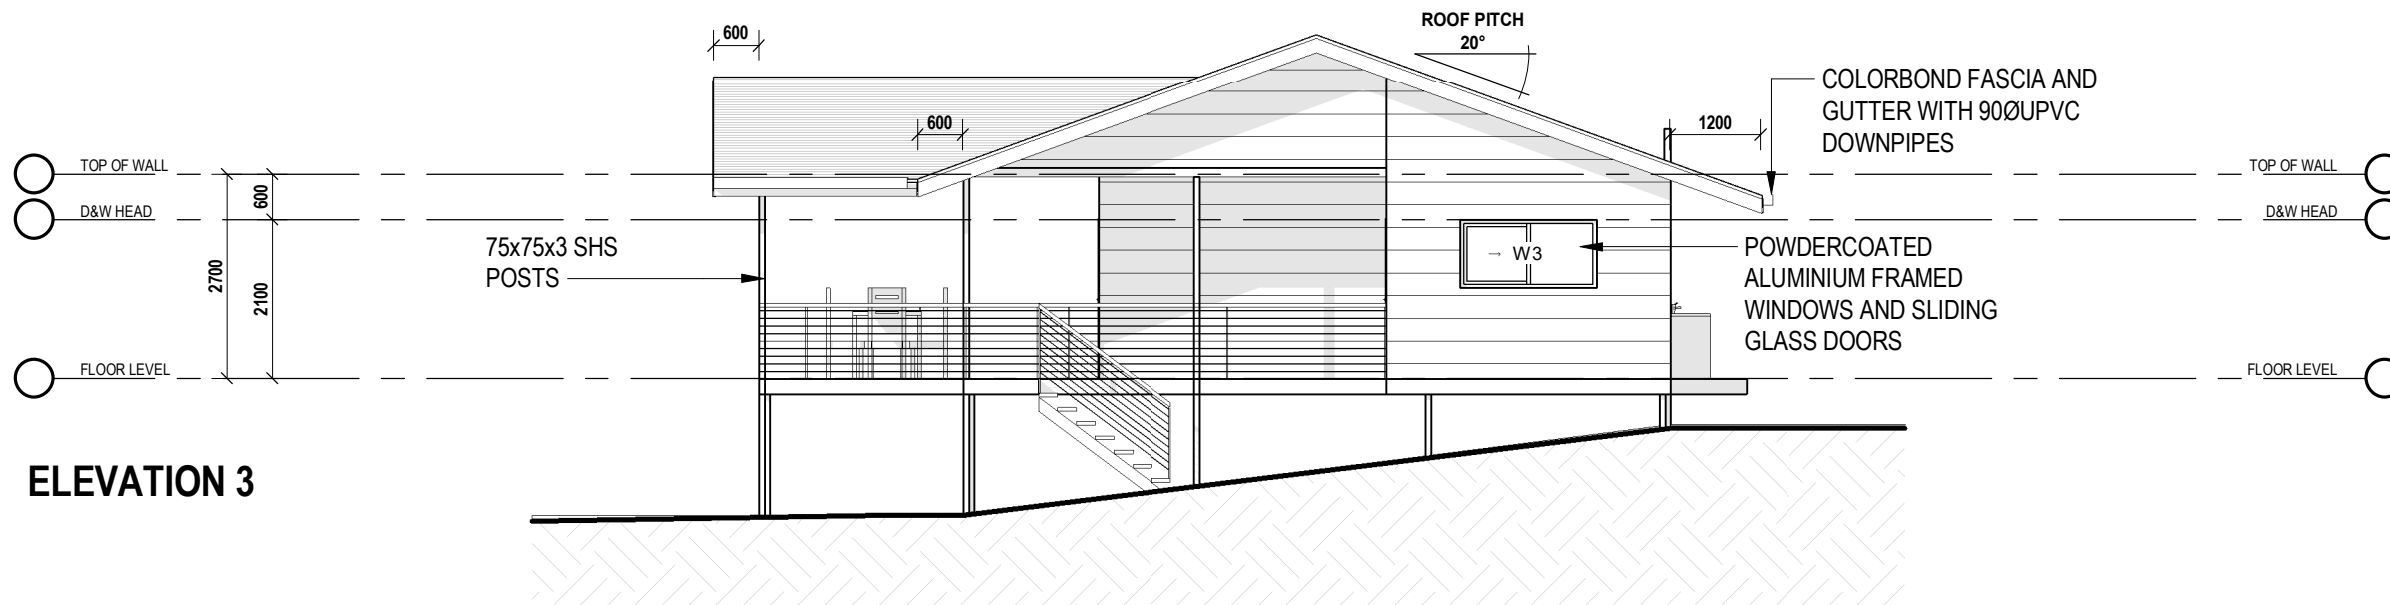 ROOF PITCH
20°
600
600
1200
COLORBOND FASCIA AND
GUTTER WITH 90ØUPVC
DOWNPIPES
TOP OF WALL
TOP OF WALL
600
D&W HEAD
D&W HEAD
75x75x3 SHS
POSTS
→ W3
POWDERCOATED
ALUMINIUM FRAMED
WINDOWS AND SLIDING
GLASS DOORS
2700
2100
FLOOR LEVEL
FLOOR LEVEL
ELEVATION 3